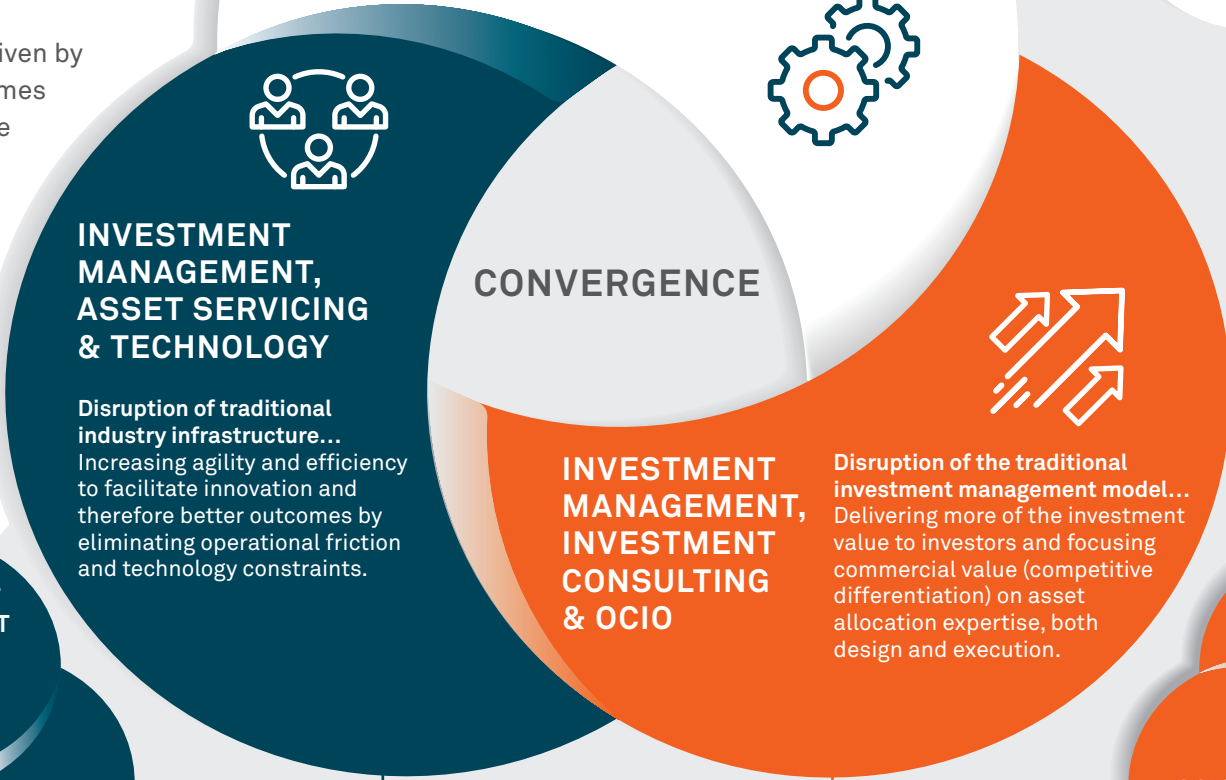 iven by
mes
e
INVESTMENT
MANAGEMENT,
ASSET SERVICING
& TECHNOLOGY
Disruption of traditional
industry infrastructure...
Increasing agility and efficiency
to facilitate innovation and
therefore better outcomes by
eliminating operational friction
and technology constraints.
CONVERGENCE
INVESTMENT
MANAGEMENT,
INVESTMENT
CONSULTING
& OCIO
Disruption of the traditional
investment management model...
Delivering more of the investment
value to investors and focusing
commercial value (competitive
differentiation) on asset
allocation expertise, both
design and execution.
T